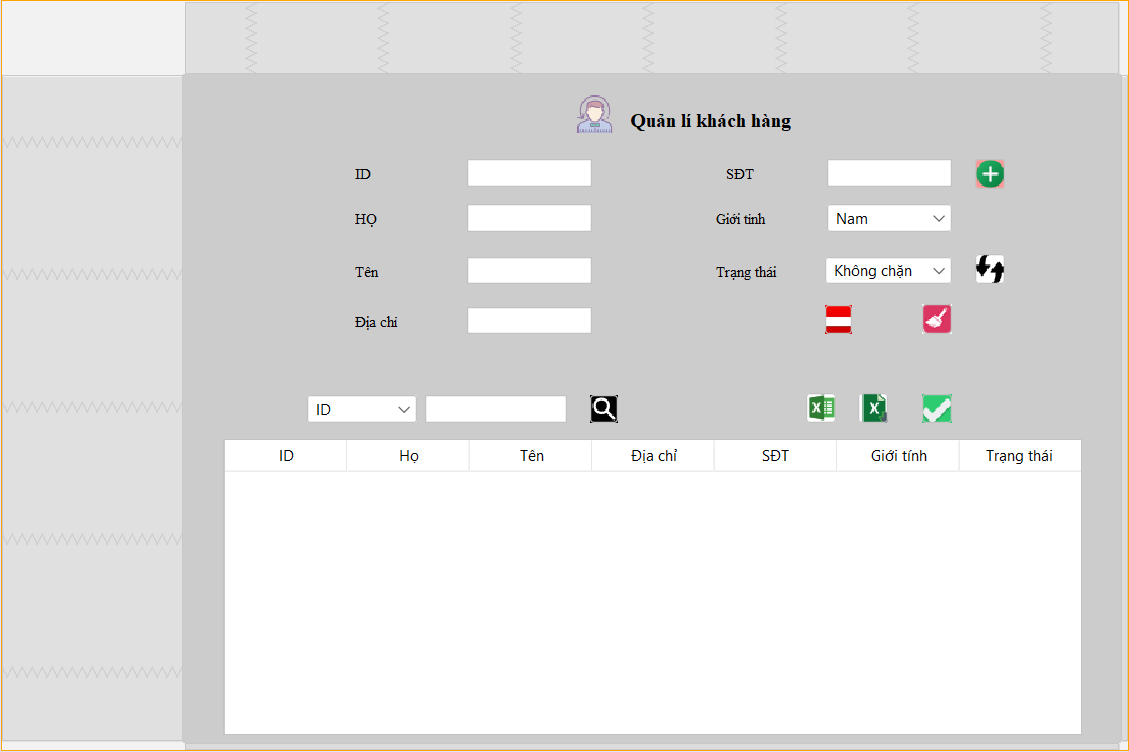 Quản lí khách hàng
ID
SĐT
HỌ
Giới tính
Nam
Tên
Trạng thái
Không chặn
Địa chỉ
ID
ID Họ Tên Địa chỉ SĐT Giới tính Trạng thái